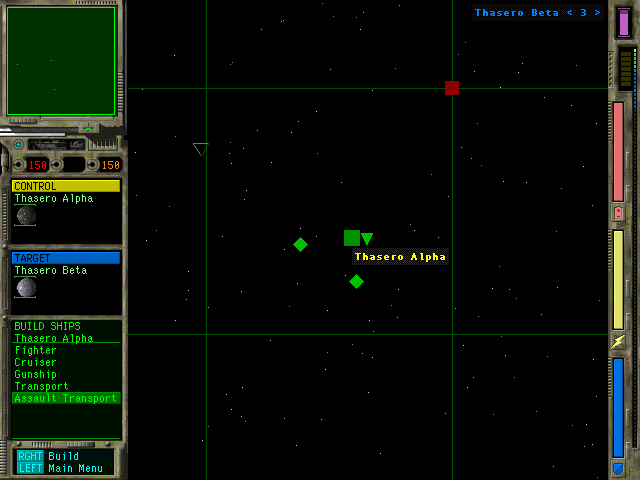 Thasero Beta < 3 >
150
150
CONTROL
Thasero Alpha
TARGET
Thasero Beta
Thasero Alpha
BUILD SHIPS
Thasero Alpha
Fighter
Cruiser
Gunship
Transport
Assault Transport
RGHT Build
LEFT Main Menu